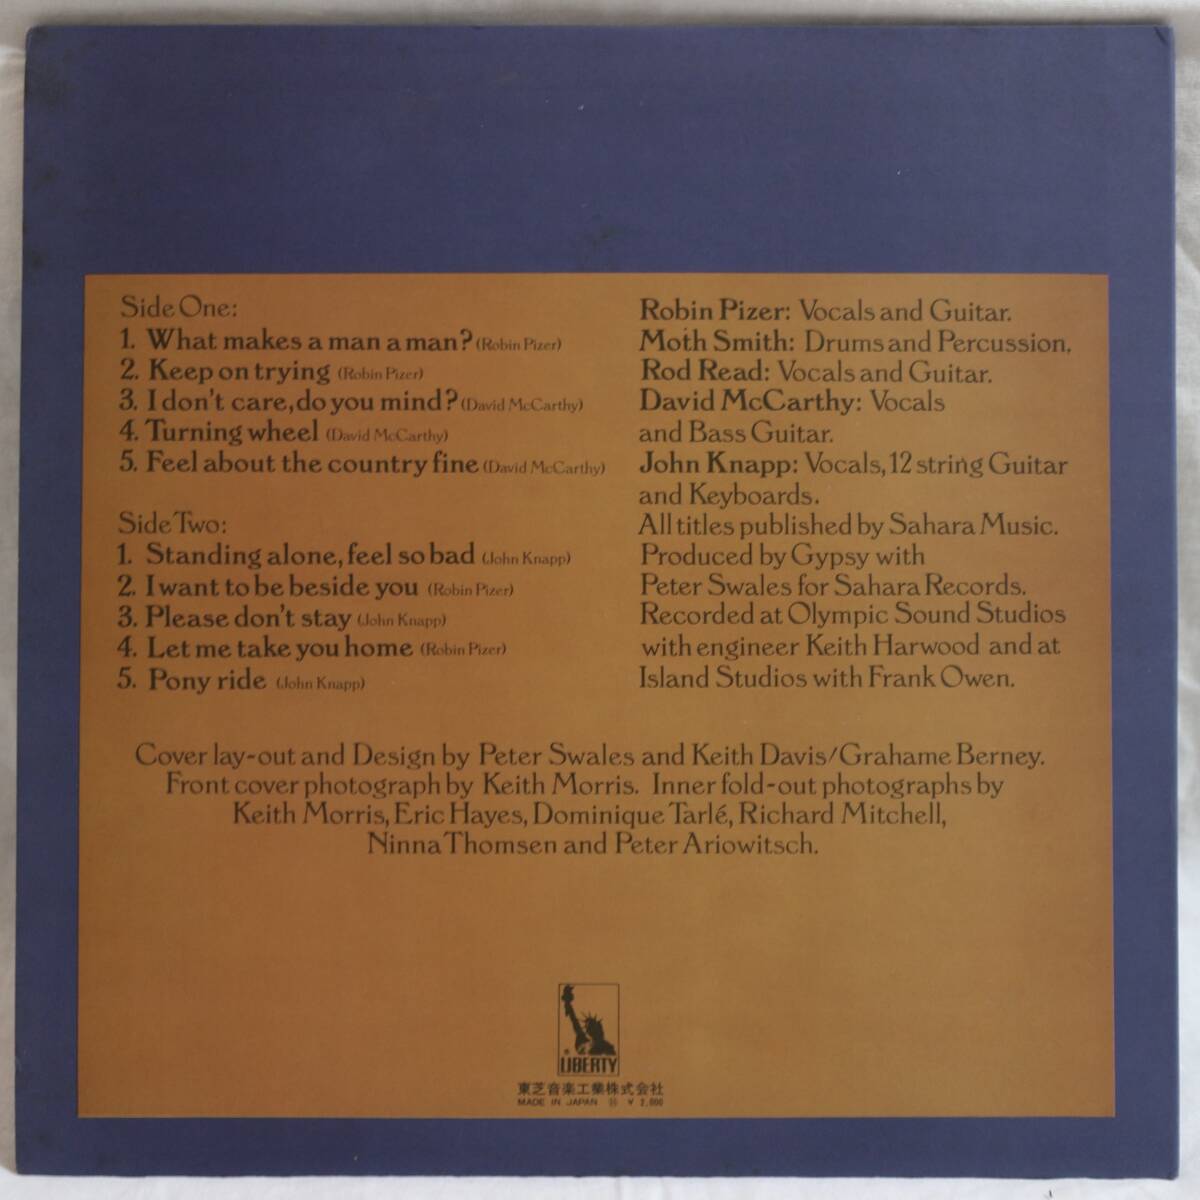 Side One:
1. What makes a man a man? (Robin Pizer)
2. Keep on trying (Robin Pizer)
3. I don't care, do you mind? (David McCarthy)
4. Turning wheel (David McCarthy)
5. Feel about the country fine (David McCarthy)
Side Two:
1. Standing alone, feel so bad (John Knapp)
2. I want to be beside you (Robin Pizer)
3. Please don't stay (John Knapp)
4. Let me take you home (Robin Pizer)
5. Pony ride (John Knapp)
Robin Pizer: Vocals and Guitar.
Moth Smith: Drums and Percussion.
Rod Read: Vocals and Guitar.
David McCarthy: Vocals
and Bass Guitar.
John Knapp: Vocals, 12 string Guitar
and Keyboards.
All titles published by Sahara Music.
Produced by Gypsy with
Peter Swales for Sahara Records.
Recorded at Olympic Sound Studios
with engineer Keith Harwood and at
Island Studios with Frank Owen.
Cover lay-out and Design by Peter Swales and Keith Davis/Grahame Berney.
Front cover photograph by Keith Morris. Inner fold-out photographs by
Keith Morris, Eric Hayes, Dominique Tarlé, Richard Mitchell,
Ninna Thomsen and Peter Ariowitsch.
LIBERTY
東芝音楽工業株式会社
MADE IN JAPAN ¥ 2,000